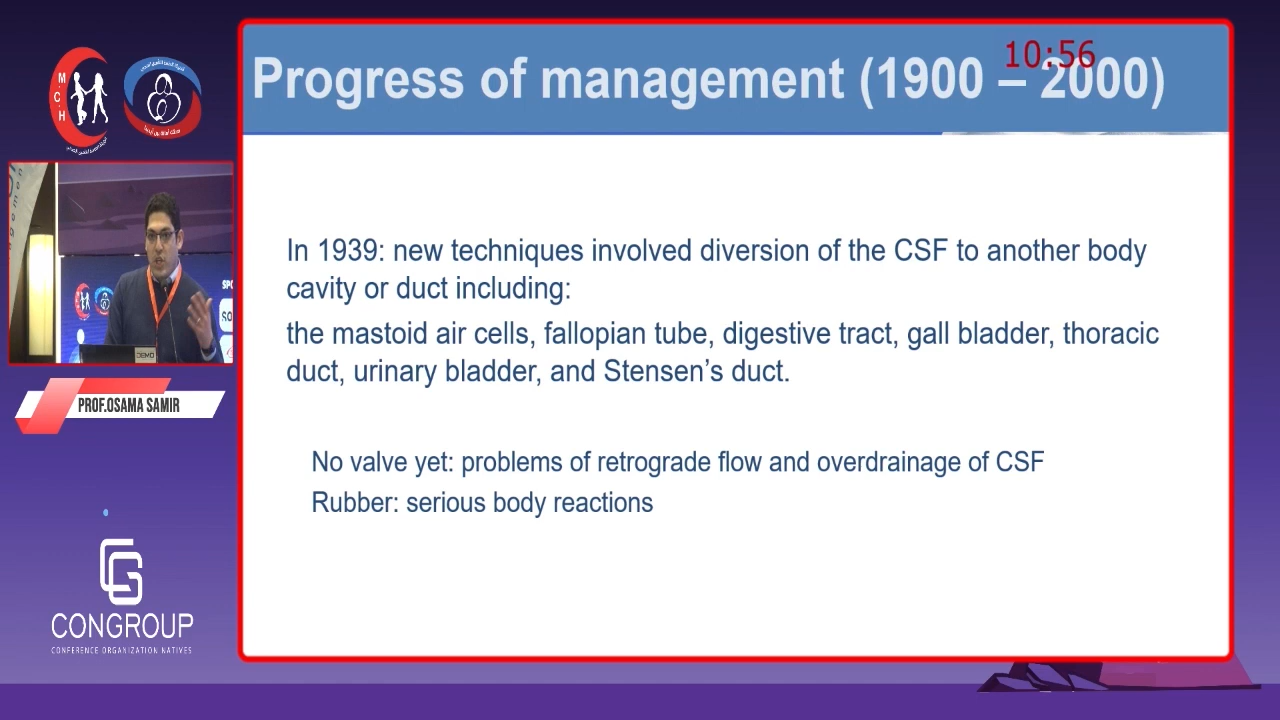 Progress of management (1900 – 2000)
10:56
In 1939: new techniques involved diversion of the CSF to another body
cavity or duct including:
the mastoid air cells, fallopian tube, digestive tract, gall bladder, thoracic
duct, urinary bladder, and Stensen’s duct.
No valve yet: problems of retrograde flow and overdrainage of CSF
Rubber: serious body reactions
M.C.H
DEMO
SPO
SO
PROF.OSAMA SAMIR
CONGROUP
CONFERENCE ORGANIZATION NATIVES